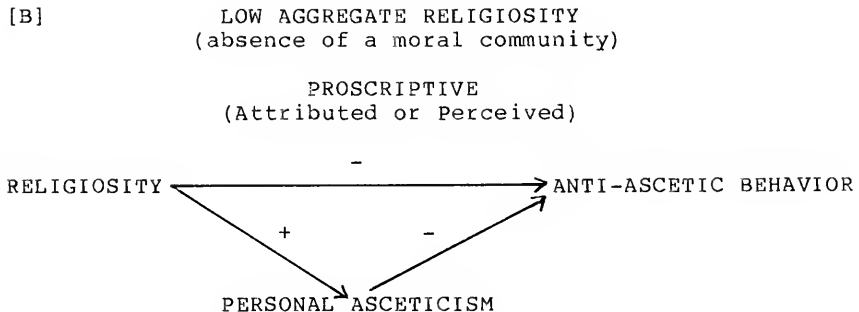 [B] LOW AGGREGATE RELIGIOSITY
(absence of a moral community)
PROSCRIPTIVE
(Attributed or Perceived)
-
RELIGIOSITY ANTI-ASCETIC BEHAVIOR
+ -
PERSONAL ASCETICISM